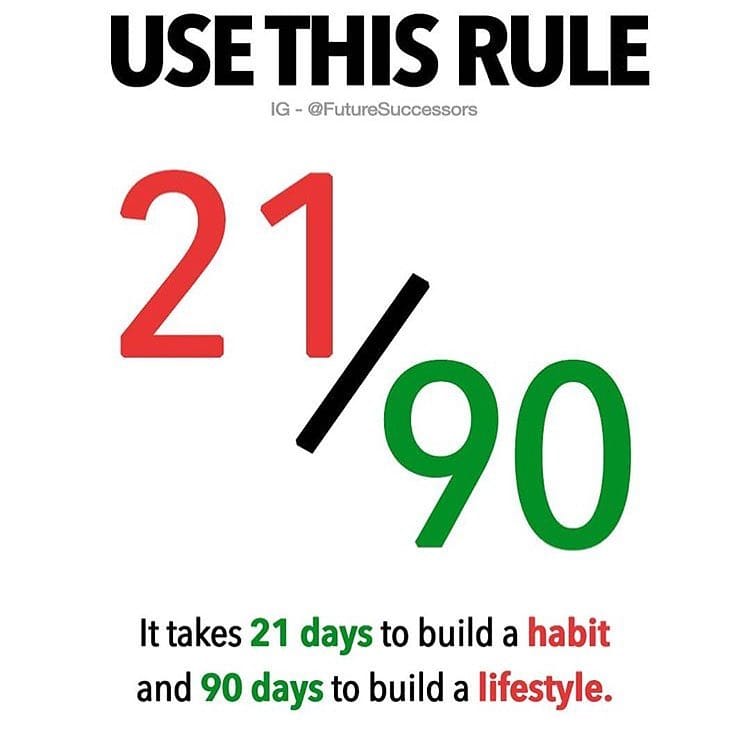 USE THIS RULE
IG - @FutureSuccessors
21/90
It takes 21 days to build a habit
and 90 days to build a lifestyle.